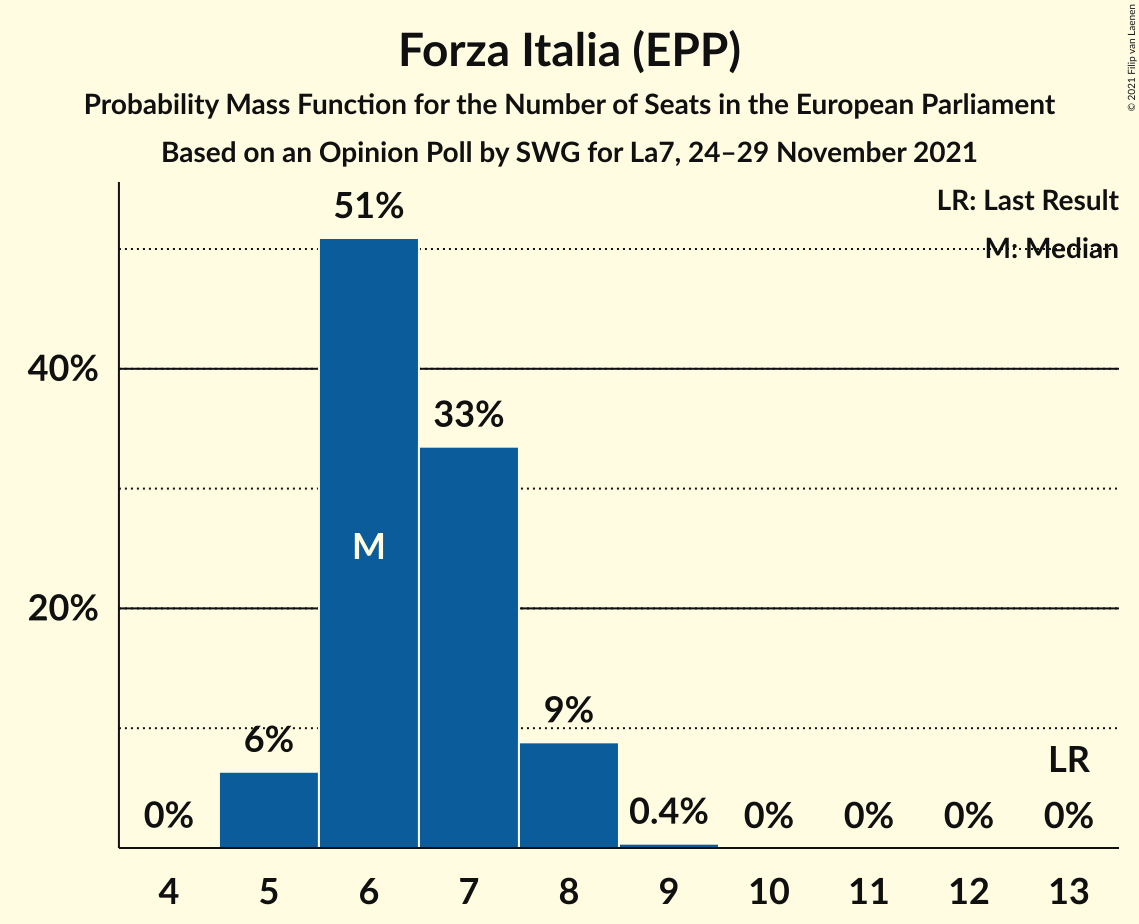 Forza Italia (EPP)
Probability Mass Function for the Number of Seats in the European Parliament
Based on an Opinion Poll by SWG for La7, 24–29 November 2021
© 2021 Filip van Laenen
LR: Last Result
M: Median
51%
40%
33%
M
20%
9%
6%
LR
0%
0.4%
0%
0%
0%
0%
4 5 6 7 8 9 10 11 12 13